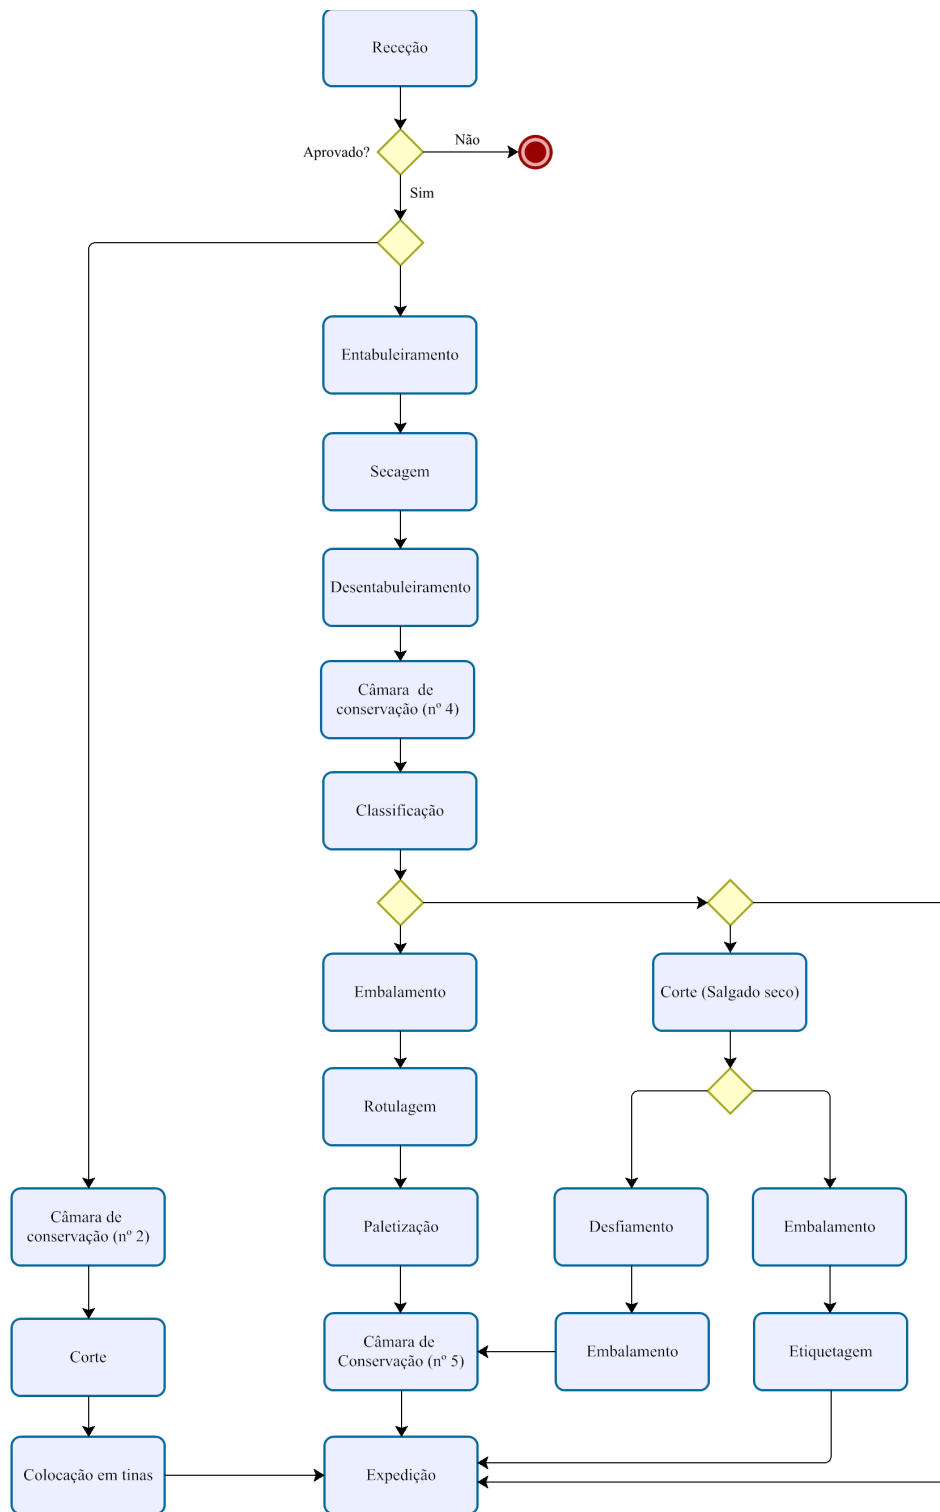 Receção
Aprovado?
Não
Sim
Entabuleiramento
Secagem
Desentabuleiramento
Câmara de
conservação (nº 4)
Classificação
Embalamento
Corte (Salgado seco)
Rotulagem
Câmara de
conservação (nº 2)
Paletização
Desfiamento
Embalamento
Corte
Câmara de
Conservação (nº 5)
Embalamento
Etiquetagem
Colocação em tinas
Expedição